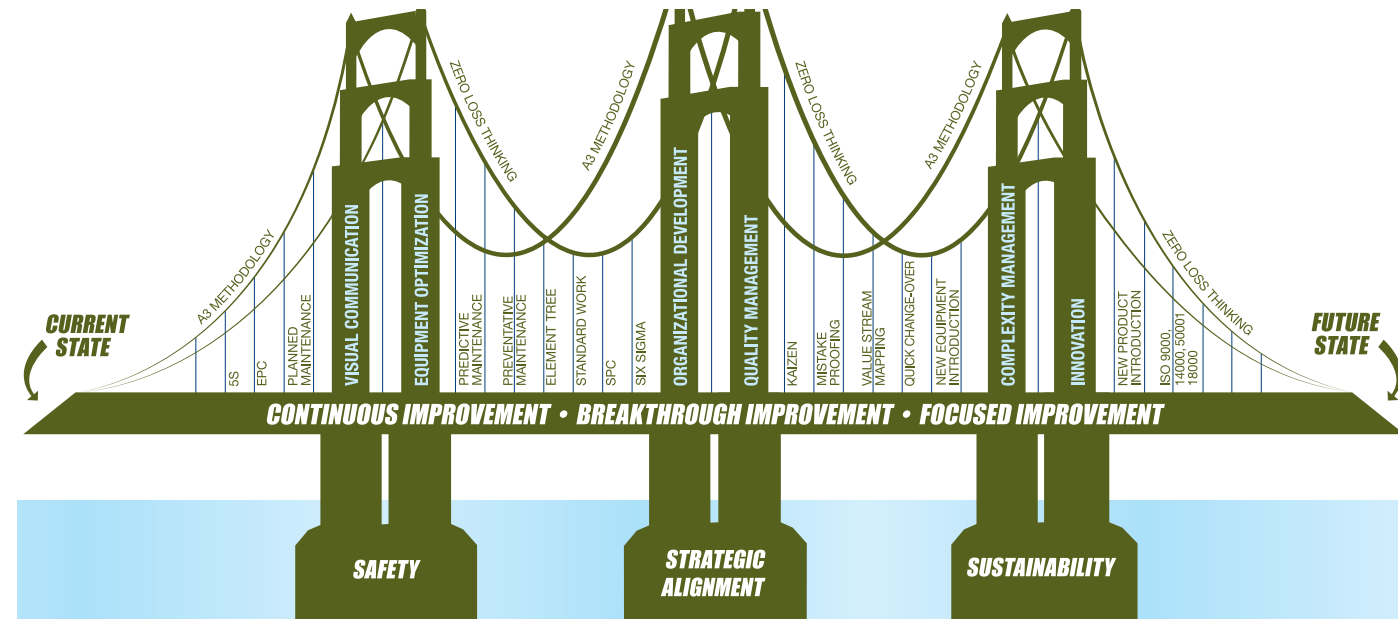 A3 METHODOLOGY
ZERO LOSS THINKING
A3 METHODOLOGY
ZERO LOSS THINKING
A3 METHODOLOGY
ZERO LOSS THINKING
CURRENT
STATE
5S
EPC
PLANNED
MAINTENANCE
VISUAL COMMUNICATION
EQUIPMENT OPTIMIZATION
PREDICTIVE
MAINTENANCE
PREVENTATIVE
MAINTENANCE
ELEMENT TREE
STANDARD WORK
SPC
SIX SIGMA
ORGANIZATIONAL DEVELOPMENT
QUALITY MANAGEMENT
KAIZEN
MISTAKE
PROOFING
VALUE STREAM
MAPPING
QUICK CHANGE-OVER
NEW EQUIPMENT
INTRODUCTION
COMPLEXITY MANAGEMENT
INNOVATION
NEW PRODUCT
INTRODUCTION
ISO 9000,
14000, 50001
18000
FUTURE
STATE
CONTINUOUS IMPROVEMENT • BREAKTHROUGH IMPROVEMENT • FOCUSED IMPROVEMENT
SAFETY
STRATEGIC
ALIGNMENT
SUSTAINABILITY